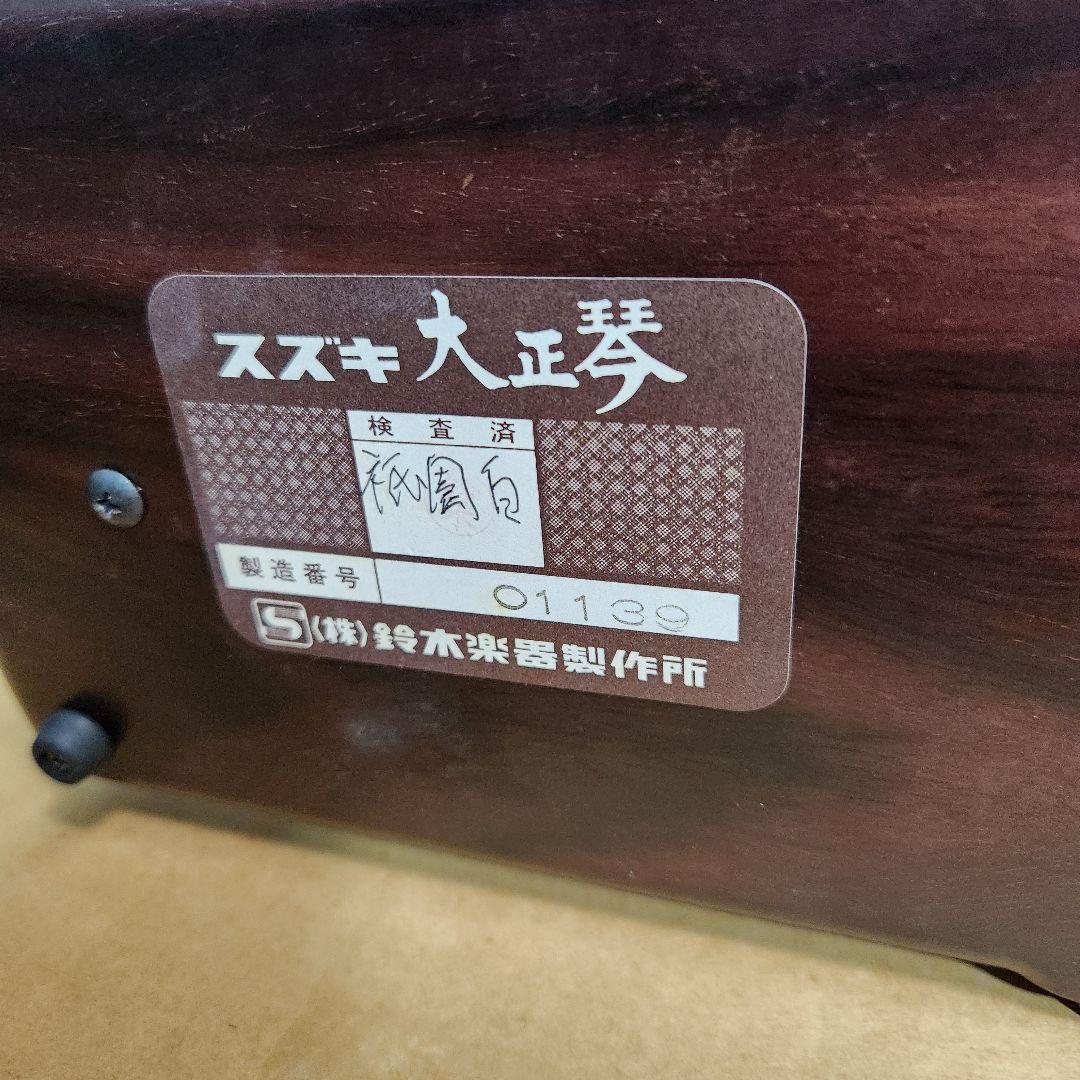 スズキ 大正琴
検査済
祇園白
製造番号 01139
S (株)鈴木楽器製作所